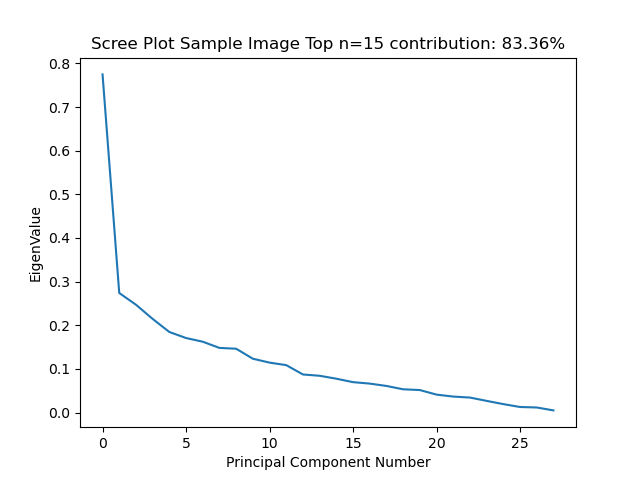 Scree Plot Sample Image Top n=15 contribution: 83.36%
0.8
0.7
0.6
0.5
0.4
0.3
0.2
0.1
0.0
EigenValue
0 5 10 15 20 25
Principal Component Number